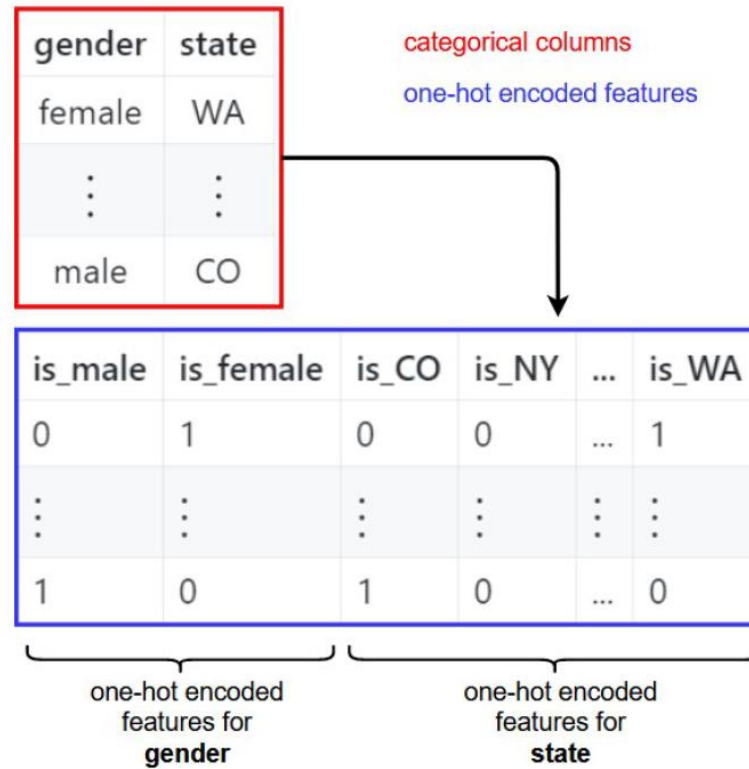 gender state
categorical columns
female WA
one-hot encoded features
⋮ ⋮
male CO
is_male is_female is_CO is_NY ... is_WA
0 1 0 0 ... 1
⋮ ⋮ ⋮ ⋮ ⋮ ⋮
1 0 1 0 ... 0
one-hot encoded
features for
gender
one-hot encoded
features for
state